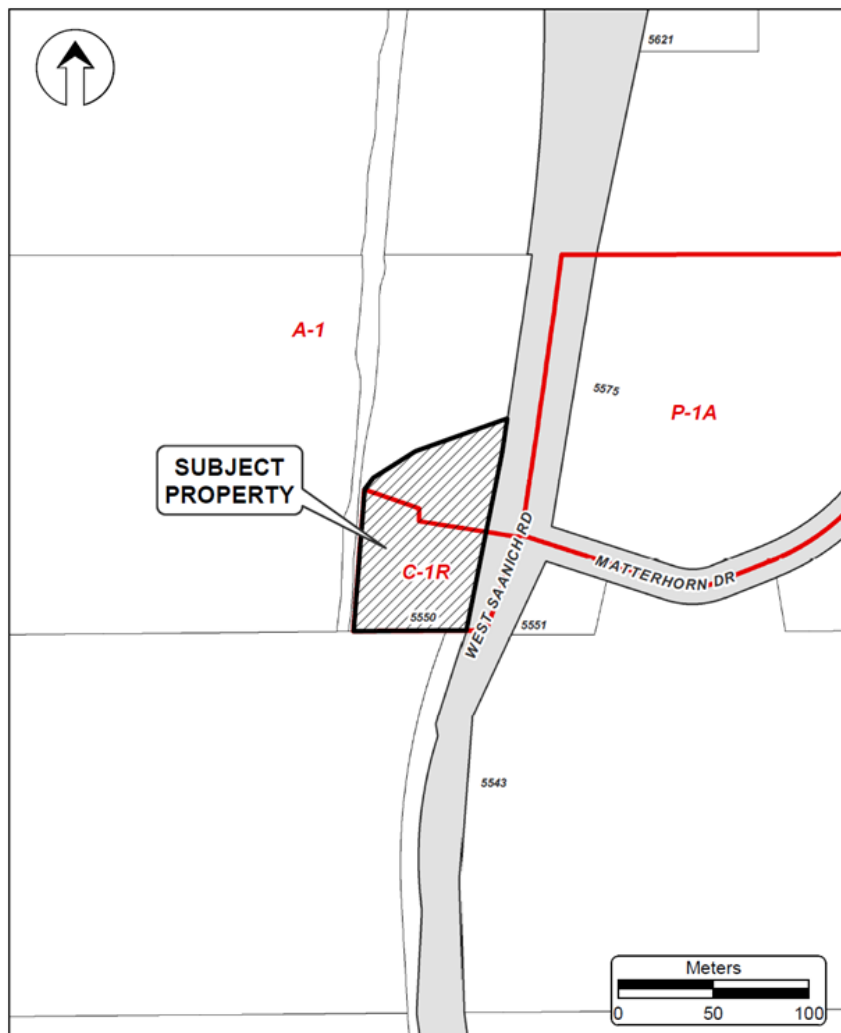 5621
A-1
5575
P-1A
SUBJECT
PROPERTY
WEST SAANICH RD
MATTERHORN DR
C-1R
5550
5551
5543
Meters
0 50 100